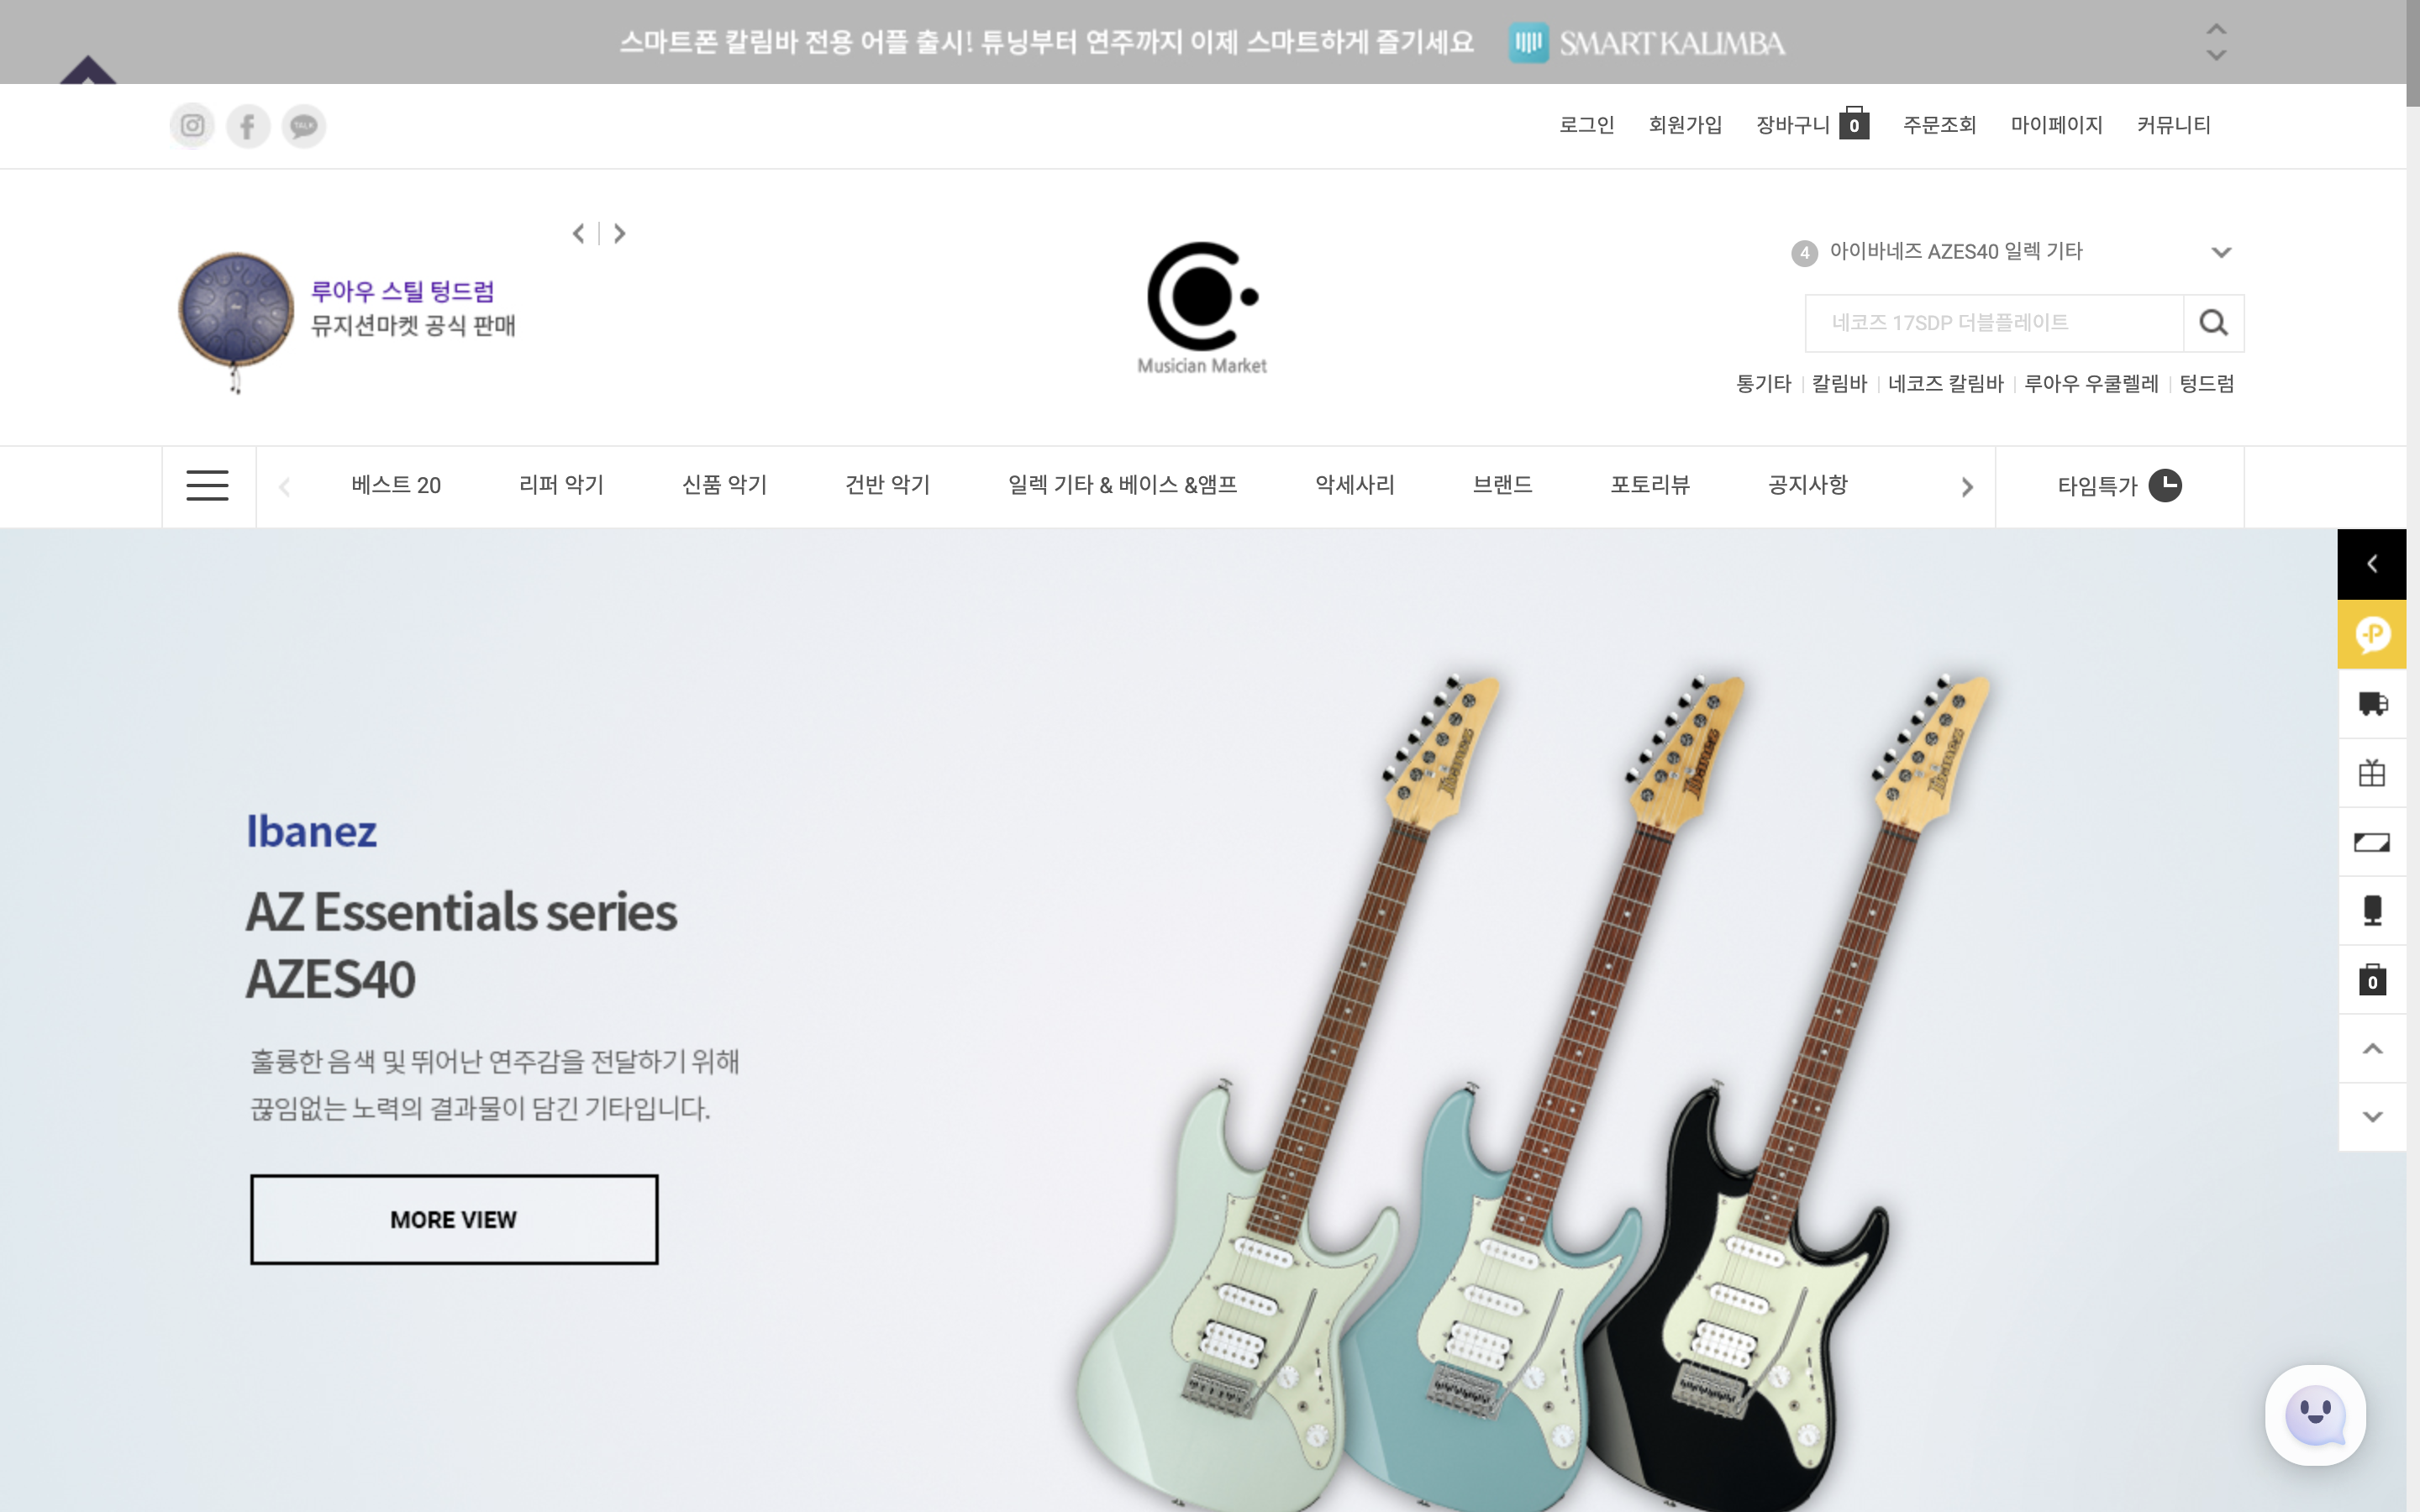 스마트폰 칼림바 전용 어플 출시! 튜닝부터 연주까지 이제 스마트하게 즐기세요 SMART KALIMBA
TALK
로그인 회원가입 장바구니 0 주문조회 마이페이지 커뮤니티
루아우 스틸 텅드럼
뮤지션마켓 공식 판매
Musician Market
4 아이바네즈 AZES40 일렉 기타
네코즈 17SDP 더블플레이트
통기타 칼림바 네코즈 칼림바 루아우 우쿨렐레 텅드럼
베스트 20 리퍼 악기 신품 악기 건반 악기 일렉 기타 & 베이스 &앰프 악세사리 브랜드 포토리뷰 공지사항 타임특가
-P
Ibanez
Ibanez
Ibanez
Ibanez
AZ Essentials series
AZES40
훌륭한 음색 및 뛰어난 연주감을 전달하기 위해
끊임없는 노력의 결과물이 담긴 기타입니다.
0
MORE VIEW